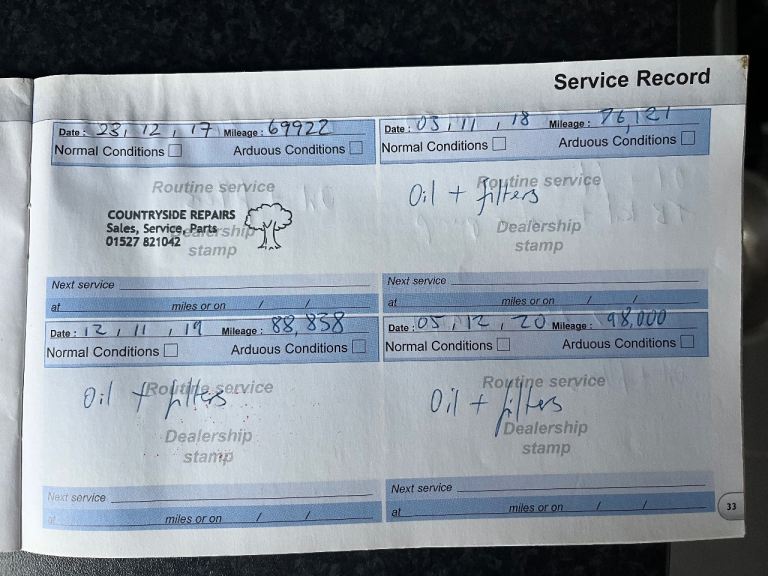 Service Record
Date : 23, 12, 17 Mileage : 69922
Normal Conditions Arduous Conditions
Routine service
COUNTRYSIDE REPAIRS
Sales, Service, Parts
01527 821042
Dealership
stamp
Next service
at miles or on / /
Date : 03, 11, 18 Mileage : 76,121
Normal Conditions Arduous Conditions
Routine service
Oil + filters
Dealership
stamp
Next service
at miles or on / /
Date : 12, 11, 19 Mileage : 88,838
Normal Conditions Arduous Conditions
Routine service
Oil + filters
Dealership
stamp
Next service
at miles or on / /
Date : 05, 12, 20 Mileage : 98,000
Normal Conditions Arduous Conditions
Routine service
Oil + filters
Dealership
stamp
Next service
at miles or on / /
33